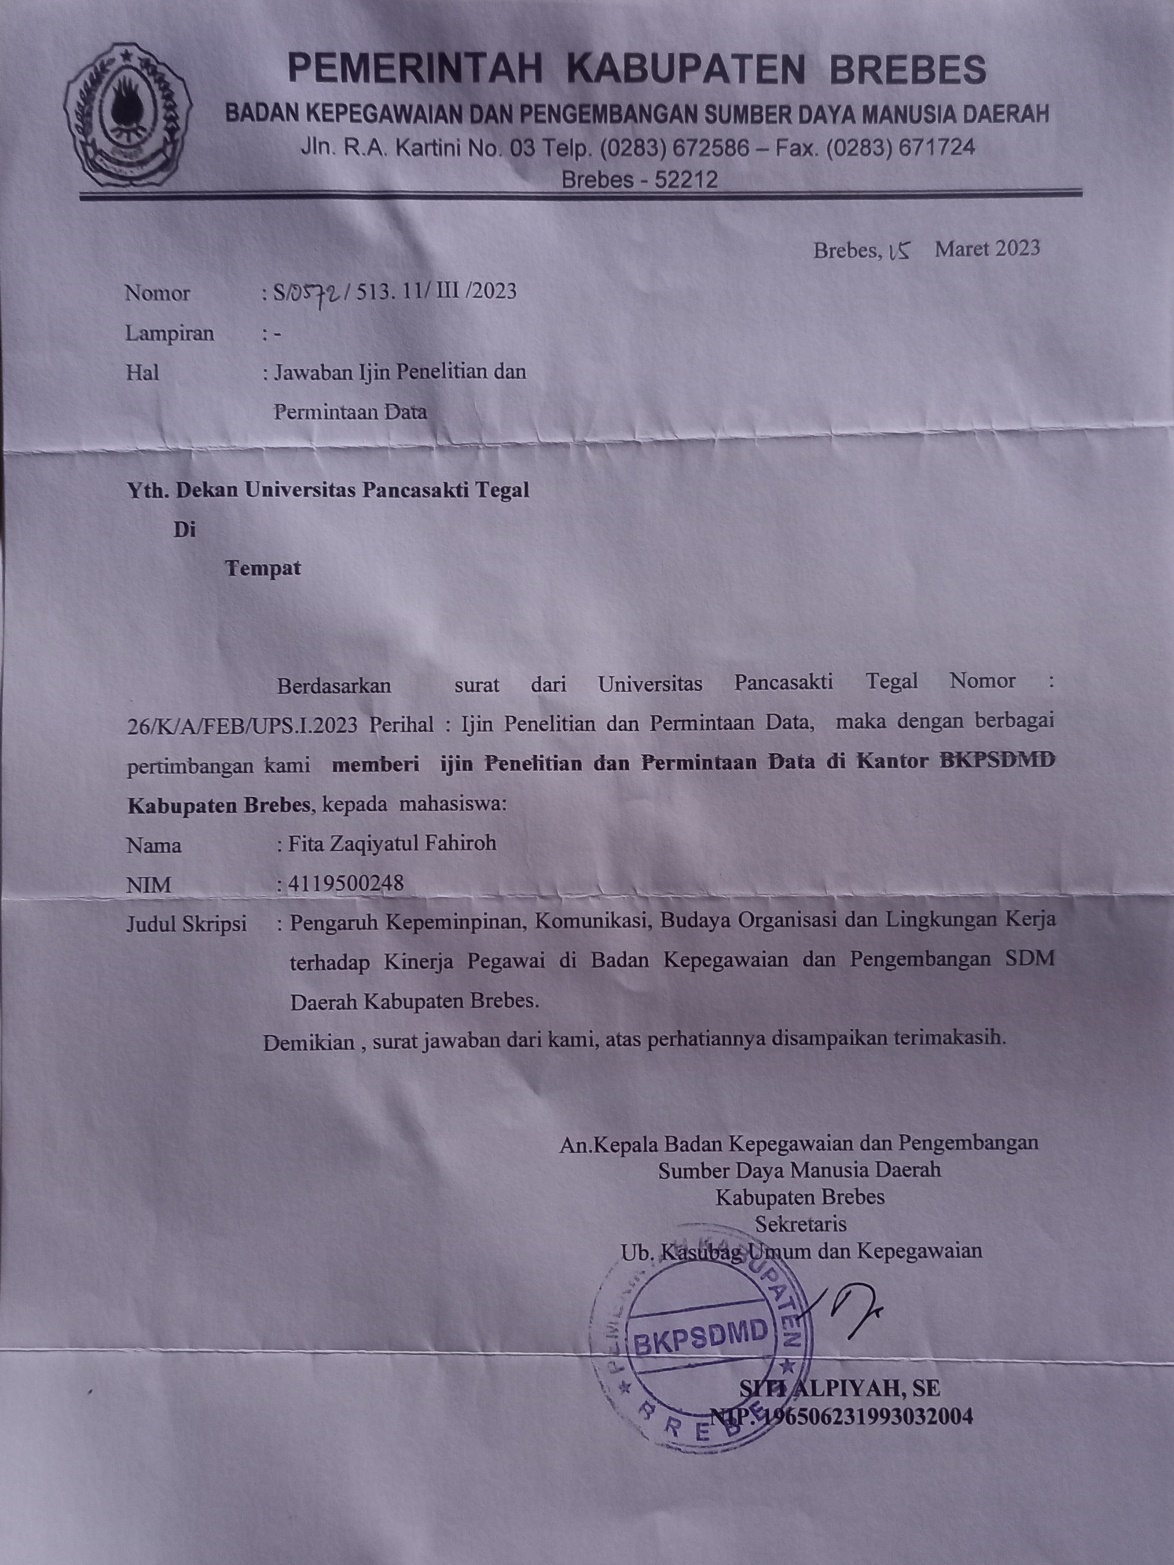 PEMERINTAH KABUPATEN BREBES
BADAN KEPEGAWAIAN DAN PENGEMBANGAN SUMBER DAYA MANUSIA DAERAH
Jln. R.A. Kartini No. 03 Telp. (0283) 672586 – Fax. (0283) 671724
Brebes - 52212
Brebes, 15 Maret 2023
Nomor : S/0572/ 513. 11/ III /2023
Lampiran : -
Hal : Jawaban Ijin Penelitian dan
Permintaan Data
Yth. Dekan Universitas Pancasakti Tegal
Di
Tempat
Berdasarkan surat dari Universitas Pancasakti Tegal Nomor :
26/K/A/FEB/UPS.I.2023 Perihal : Ijin Penelitian dan Permintaan Data, maka dengan berbagai
pertimbangan kami memberi ijin Penelitian dan Permintaan Data di Kantor BKPSDMD
Kabupaten Brebes, kepada mahasiswa:
Nama : Fita Zaqiyatul Fahiroh
NIM : 4119500248
Judul Skripsi : Pengaruh Kepeminpinan, Komunikasi, Budaya Organisasi dan Lingkungan Kerja
terhadap Kinerja Pegawai di Badan Kepegawaian dan Pengembangan SDM
Daerah Kabupaten Brebes.
Demikian , surat jawaban dari kami, atas perhatiannya disampaikan terimakasih.
An.Kepala Badan Kepegawaian dan Pengembangan
Sumber Daya Manusia Daerah
Kabupaten Brebes
Sekretaris
Ub. Kasubag Umum dan Kepegawaian
PEMERINTAH KABUPATEN
BKPSDMD
BREBES
SITI ALPIYAH, SE
NIP. 196506231993032004